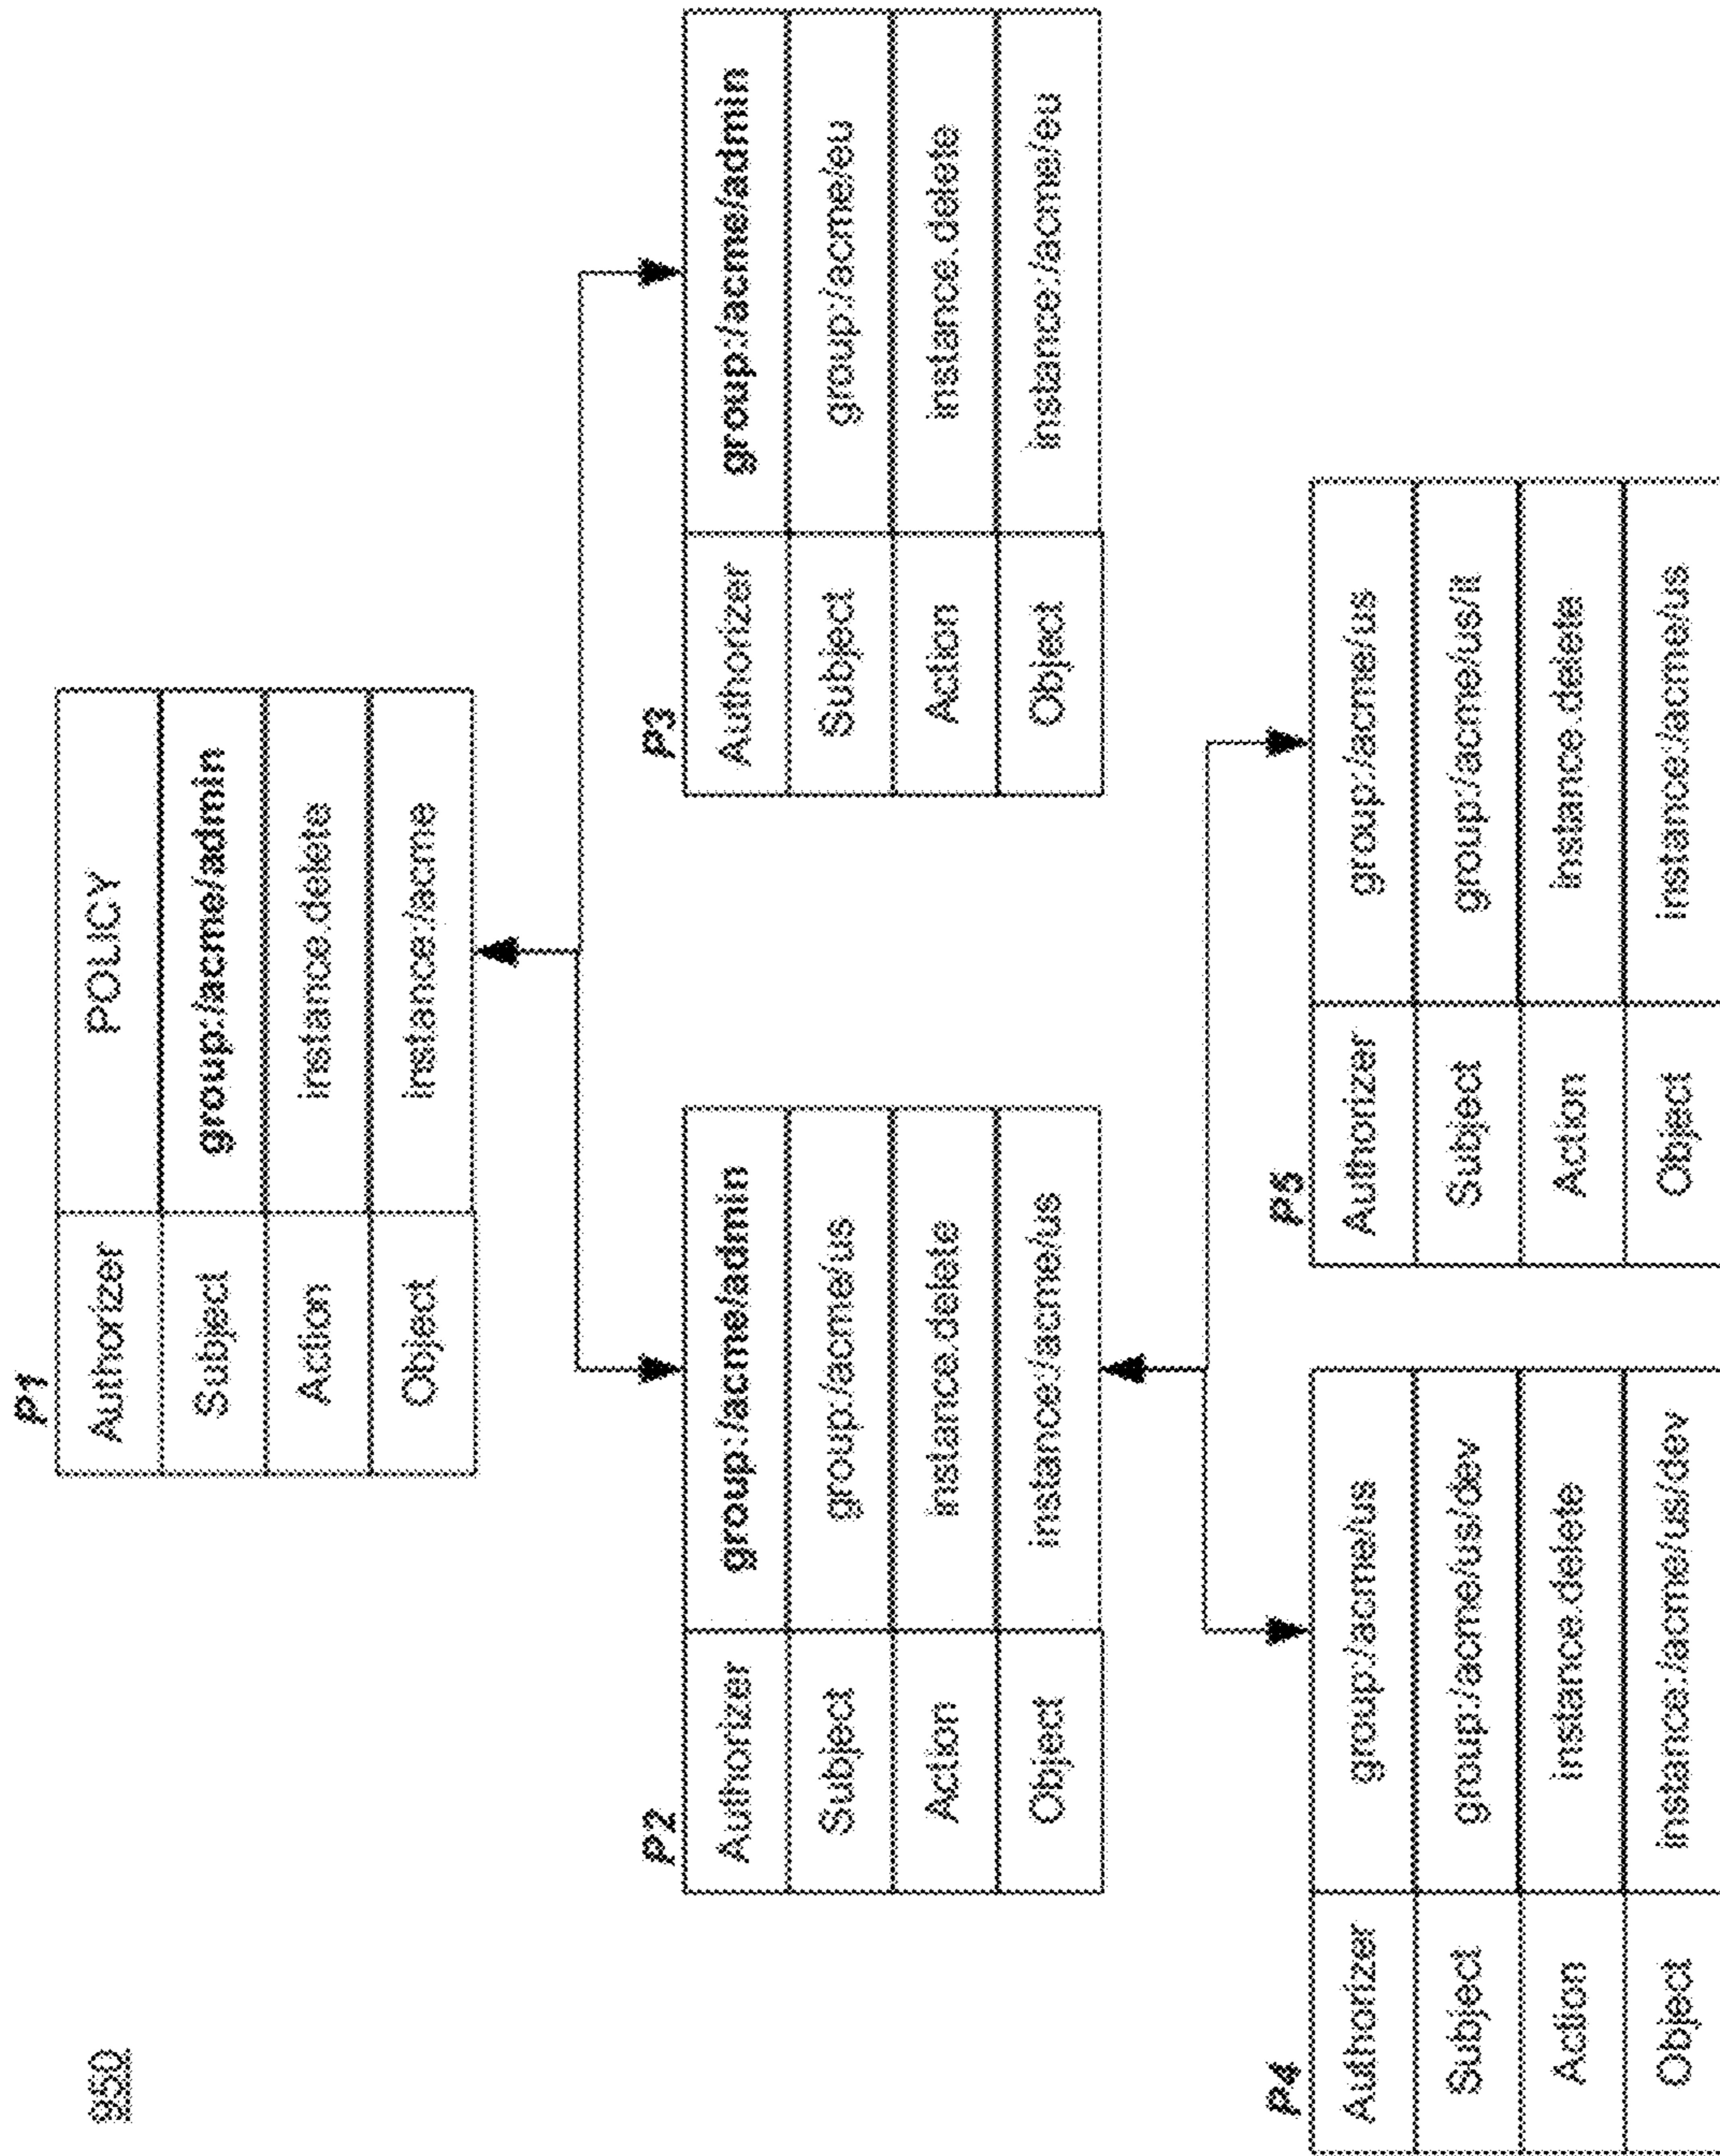 950
P1
Authorizer POLICY
Subject group:/acme/admin
Action instance.delete
Object instance:/acme
P2
Authorizer group:/acme/admin
Subject group:/acme/us
Action instance.delete
Object instance:/acme/us
P3
Authorizer group:/acme/admin
Subject group:/acme/eu
Action instance.delete
Object instance:/acme/eu
P4
Authorizer group:/acme/us
Subject group:/acme/us/dev
Action instance.delete
Object instance:/acme/us/dev
P5
Authorizer group:/acme/us
Subject group:/acme/us/it
Action instance.delete
Object instance:/acme/us